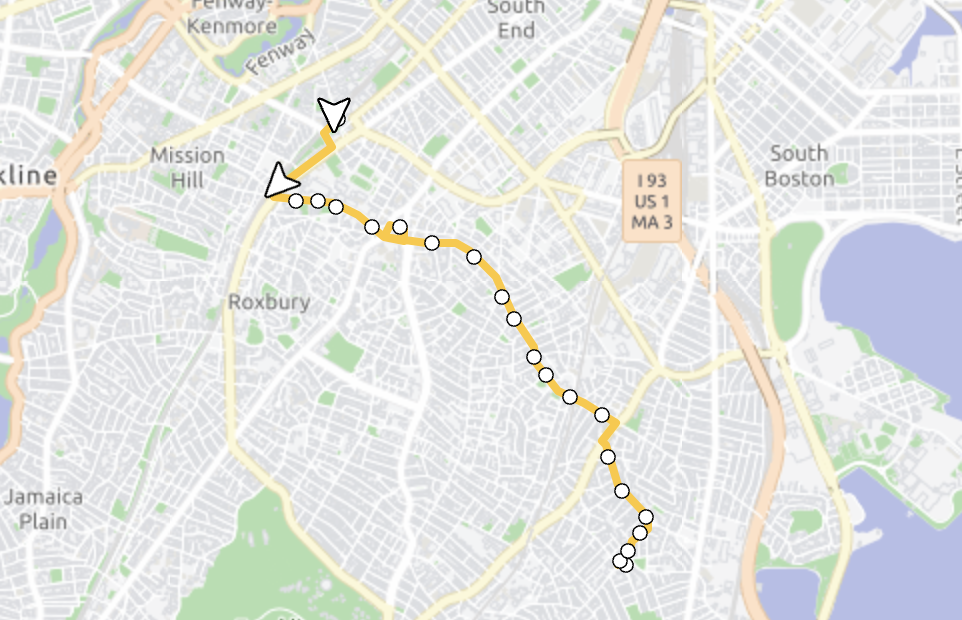 Fenway-
Kenmore
South
End
Fenway
Mission
Hill
kline
South
Boston
I 93
US 1
MA 3
Roxbury
Jamaica
Plain